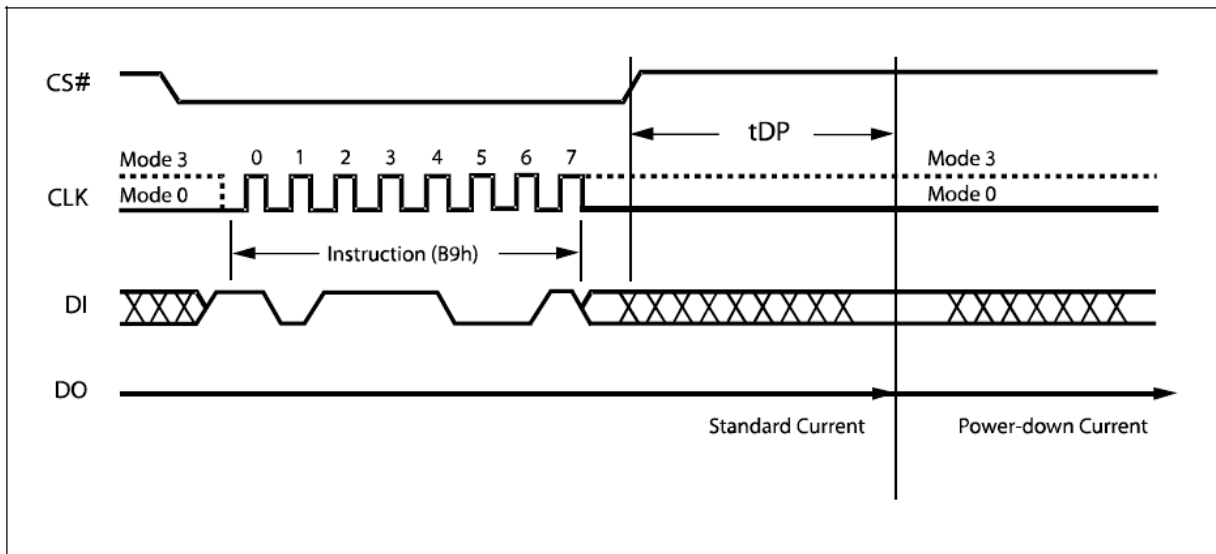 CS#
tDP
Mode 3 0 1 2 3 4 5 6 7 Mode 3
CLK Mode 0 Mode 0
Instruction (B9h)
DI
DO
Standard Current Power-down Current